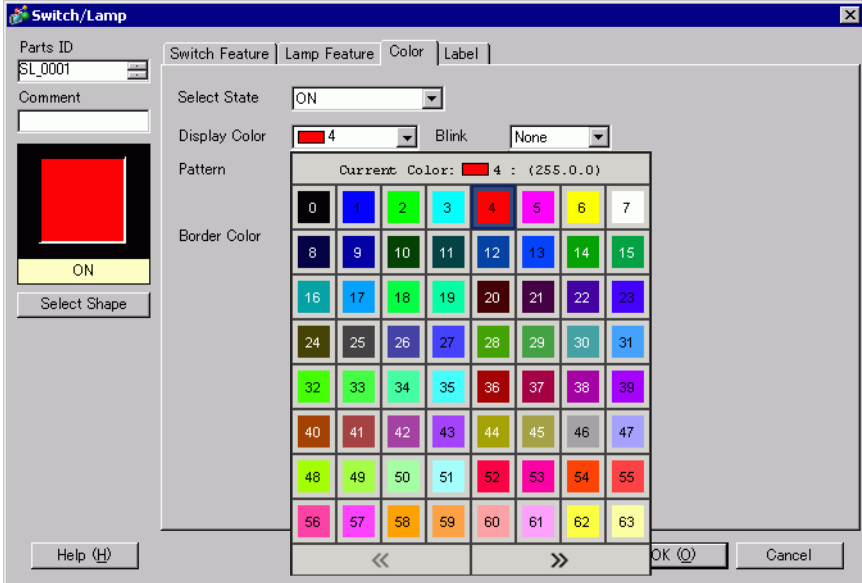 Switch/Lamp
Parts ID
SL_0001
Comment
ON
Select Shape
Switch Feature Lamp Feature Color Label
Select State ON
Display Color 4 Blink None
Pattern
Border Color
Current Color: 4 : (255.0.0)
0 1 2 3 4 5 6 7
8 9 10 11 12 13 14 15
16 17 18 19 20 21 22 23
24 25 26 27 28 29 30 31
32 33 34 35 36 37 38 39
40 41 42 43 44 45 46 47
48 49 50 51 52 53 54 55
56 57 58 59 60 61 62 63
« »
Help (H) OK (O) Cancel